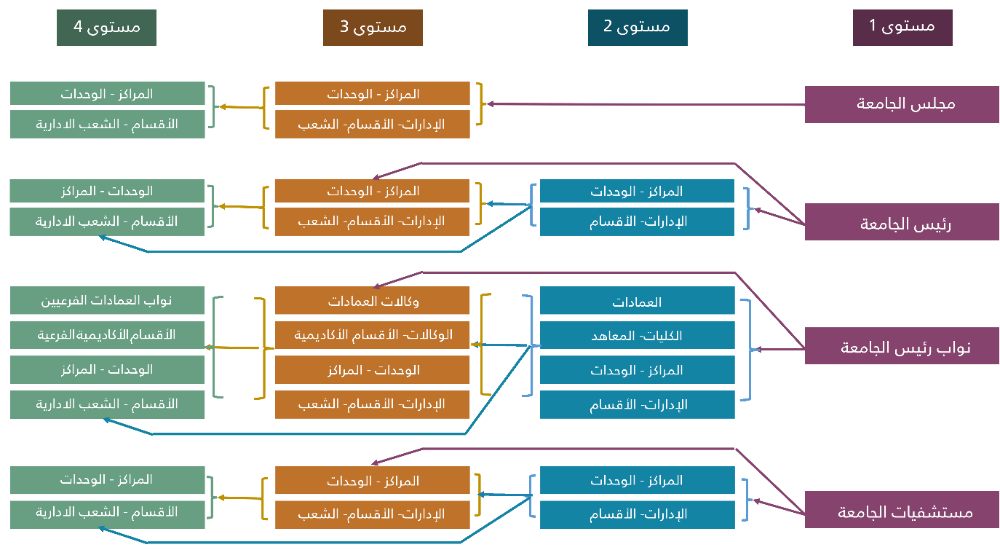 مستوى 1
مستوى 2
مستوى 3
مستوى 4
مجلس الجامعة
المراكز - الوحدات
الإدارات- الأقسام- الشعب
المراكز - الوحدات
الأقسام - الشعب الادارية
رئيس الجامعة
المراكز - الوحدات
الإدارات- الأقسام
المراكز - الوحدات
الإدارات- الأقسام- الشعب
الوحدات - المراكز
الأقسام - الشعب الادارية
نواب رئيس الجامعة
العمادات
الكليات- المعاهد
المراكز - الوحدات
الإدارات- الأقسام
وكالات العمادات
الوكالات- الأقسام الأكاديمية
الوحدات - المراكز
الإدارات- الأقسام- الشعب
نواب العمادات الفرعيين
الأقسام الأكاديمية الفرعية
الوحدات - المراكز
الأقسام - الشعب الادارية
مستشفيات الجامعة
المراكز - الوحدات
الإدارات- الأقسام
المراكز - الوحدات
الإدارات- الأقسام- الشعب
المراكز - الوحدات
الأقسام - الشعب الادارية